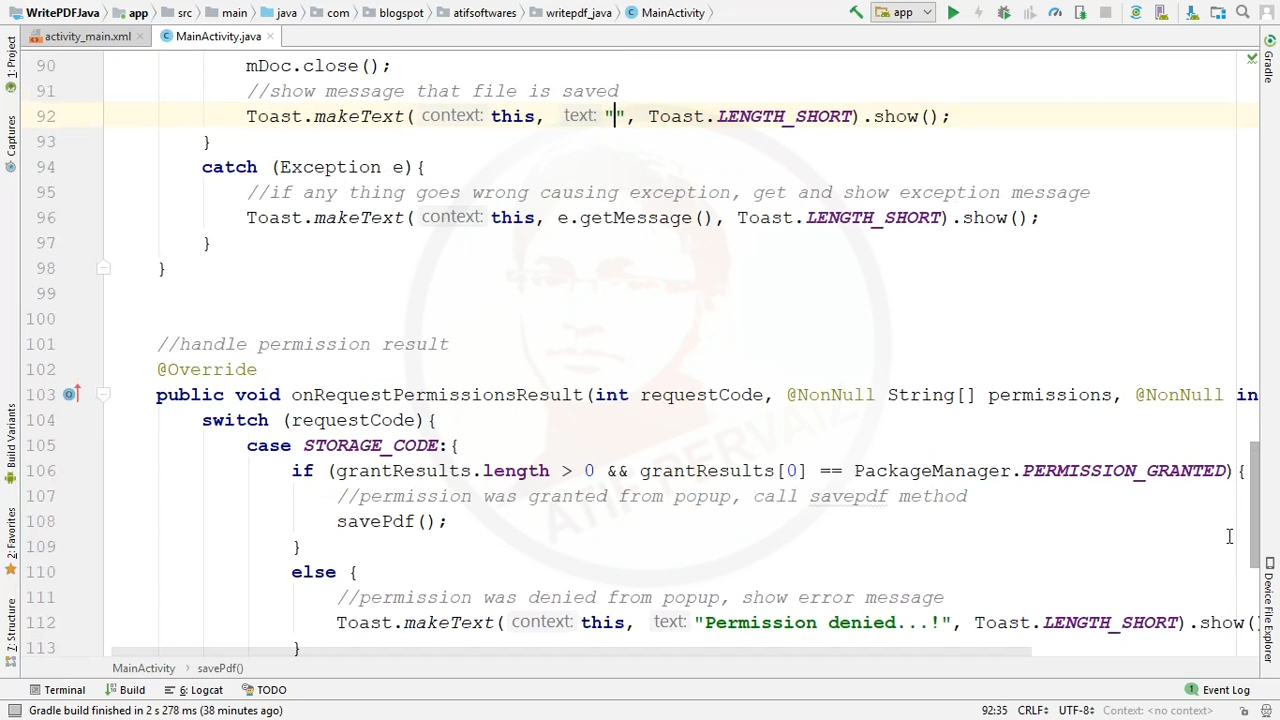 WritePDFJava app src main java com blogspot atifsoftwares writepdf_java MainActivity app
activity_main.xml MainActivity.java
1: Project
Captures
Build Variants
2: Favorites
Z: Structure
90 mDoc.close();
91 //show message that file is saved
92 Toast.makeText( context: this, text: "", Toast.LENGTH_SHORT).show();
93 }
94 catch (Exception e){
95 //if any thing goes wrong causing exception, get and show exception message
96 Toast.makeText( context: this, e.getMessage(), Toast.LENGTH_SHORT).show();
97 }
98 }
99
100
101 //handle permission result
102 @Override
103 public void onRequestPermissionsResult(int requestCode, @NonNull String[] permissions, @NonNull in
104 switch (requestCode){
105 case STORAGE_CODE:{
106 if (grantResults.length > 0 && grantResults[0] == PackageManager.PERMISSION_GRANTED){
107 //permission was granted from popup, call savepdf method
108 savePdf();
109 }
110 else {
111 //permission was denied from popup, show error message
112 Toast.makeText( context: this, text: "Permission denied...!", Toast.LENGTH_SHORT).show()
113 }
ATIF PERVAIZ
Gradle
Device File Explorer
MainActivity savePdf()
Terminal Build 6: Logcat TODO 1 Event Log
Gradle build finished in 2 s 278 ms (38 minutes ago) 92:35 CRLF UTF-8 Context: <no context>